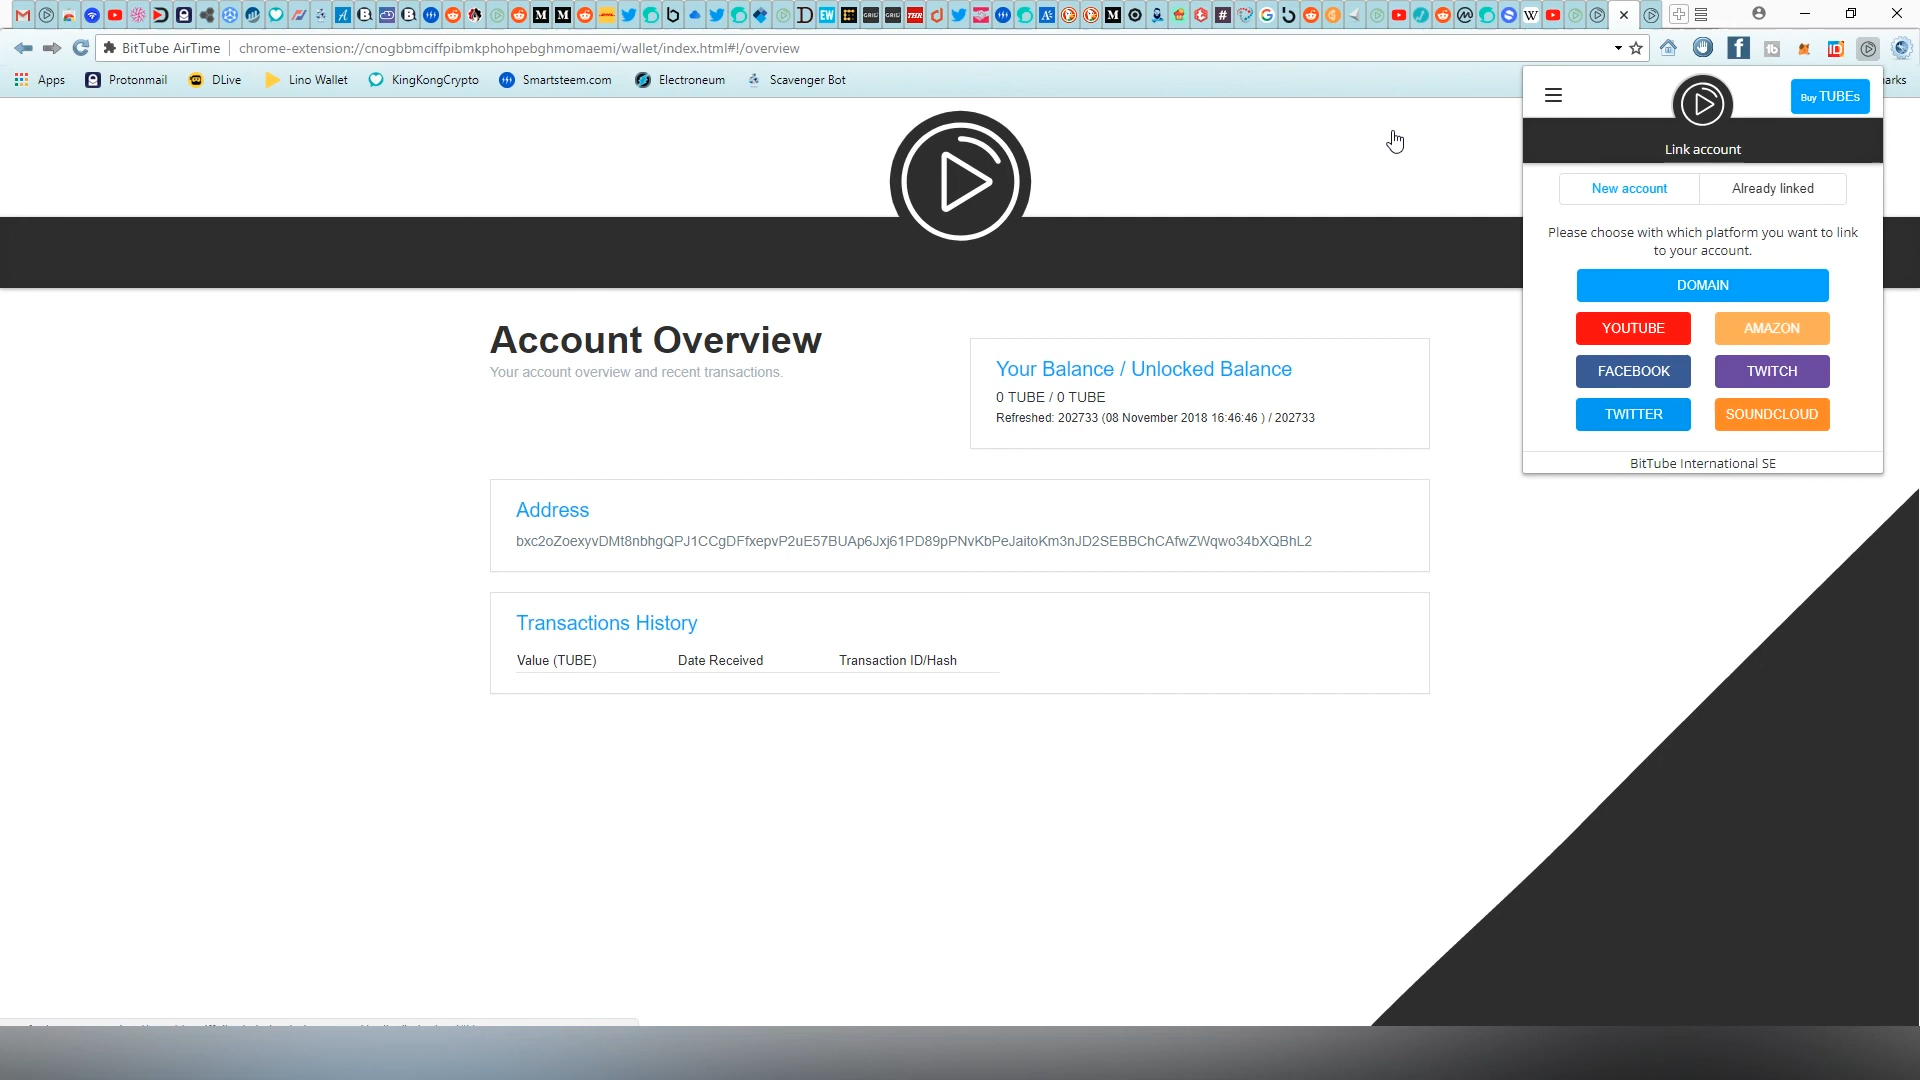 BitTube AirTime
chrome-extension://cnogbbmciffpibmkphohpebghmomaemi/wallet/index.html#!/overview
Apps
Protonmail
DLive
Lino Wallet
KingKongCrypto
Smartsteem.com
Electroneum
Scavenger Bot
arks
Buy TUBEs
Link account
New account
Already linked
Please choose with which platform you want to link
to your account.
DOMAIN
YOUTUBE
AMAZON
FACEBOOK
TWITCH
TWITTER
SOUNDCLOUD
BitTube International SE
Account Overview
Your account overview and recent transactions.
Your Balance / Unlocked Balance
0 TUBE / 0 TUBE
Refreshed: 202733 (08 November 2018 16:46:46 ) / 202733
Address
bxc2oZoexyvDMt8nbhgQPJ1CCgDFfxepvP2uE57BUAp6Jxj61PD89pPNvKbPeJaitoKm3nJD2SEBBChCAfwZWqwo34bXQBhL2
Transactions History
Value (TUBE)
Date Received
Transaction ID/Hash